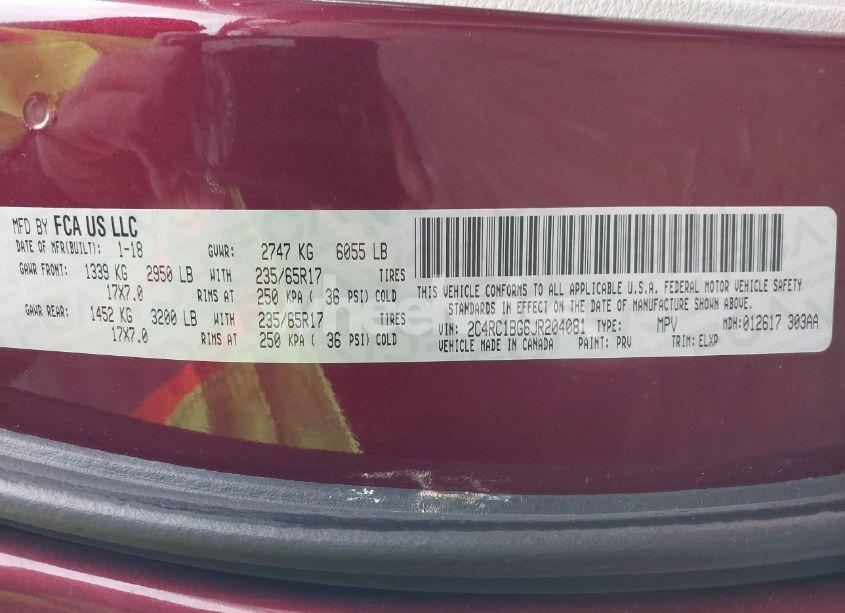 MFD BY FCA US LLC
DATE OF MFR(BUILT): 1-18 GVWR: 2747 KG 6055 LB
GAWR FRONT: 1339 KG 2950 LB WITH 235/65R17 TIRES
17X7.0 RIMS AT 250 KPA ( 36 PSI) COLD
GAWR REAR: 1452 KG 3200 LB WITH 235/65R17 TIRES
17X7.0 RIMS AT 250 KPA ( 36 PSI) COLD
THIS VEHICLE CONFORMS TO ALL APPLICABLE U.S.A. FEDERAL MOTOR VEHICLE SAFETY
STANDARDS IN EFFECT ON THE DATE OF MANUFACTURE SHOWN ABOVE.
VIN: 2C4RC1BG6JR204081 TYPE: MPV MDH:012617 303AA
VEHICLE MADE IN CANADA PAINT: PRV TRIM: ELXP